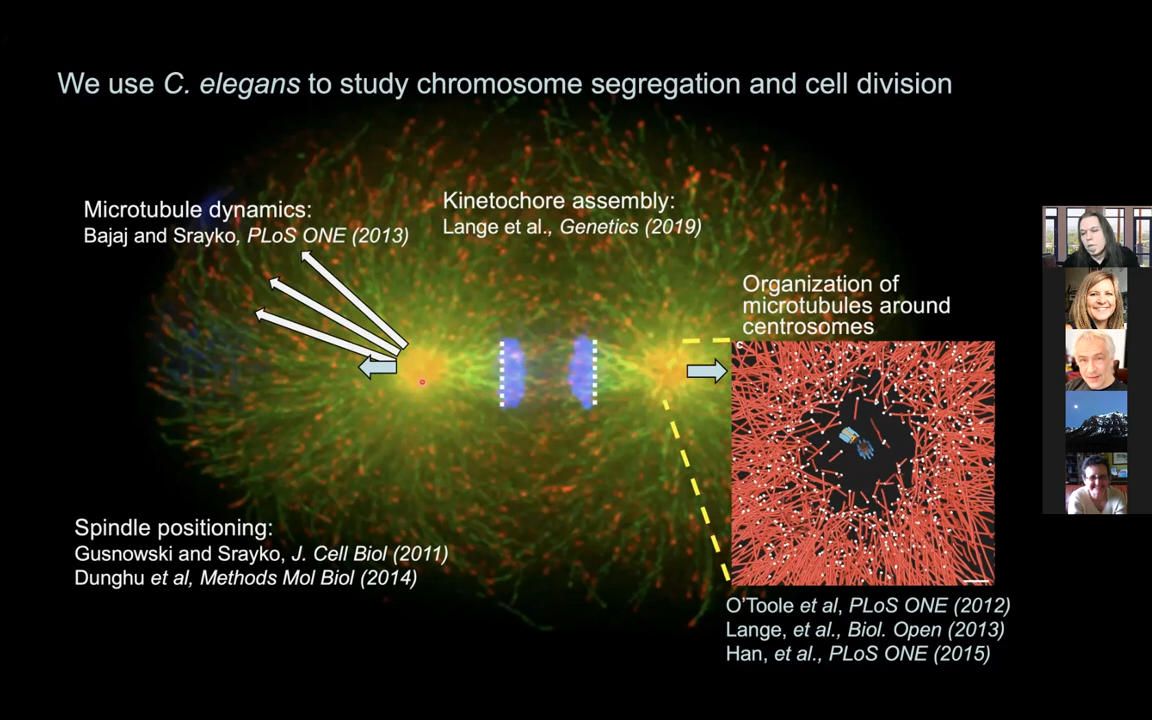 We use C. elegans to study chromosome segregation and cell division
Microtubule dynamics:
Bajaj and Srayko, PLoS ONE (2013)
Kinetochore assembly:
Lange et al., Genetics (2019)
Organization of
microtubules around
centrosomes
Spindle positioning:
Gusnowski and Srayko, J. Cell Biol (2011)
Dunghu et al, Methods Mol Biol (2014)
O'Toole et al, PLoS ONE (2012)
Lange, et al., Biol. Open (2013)
Han, et al., PLoS ONE (2015)